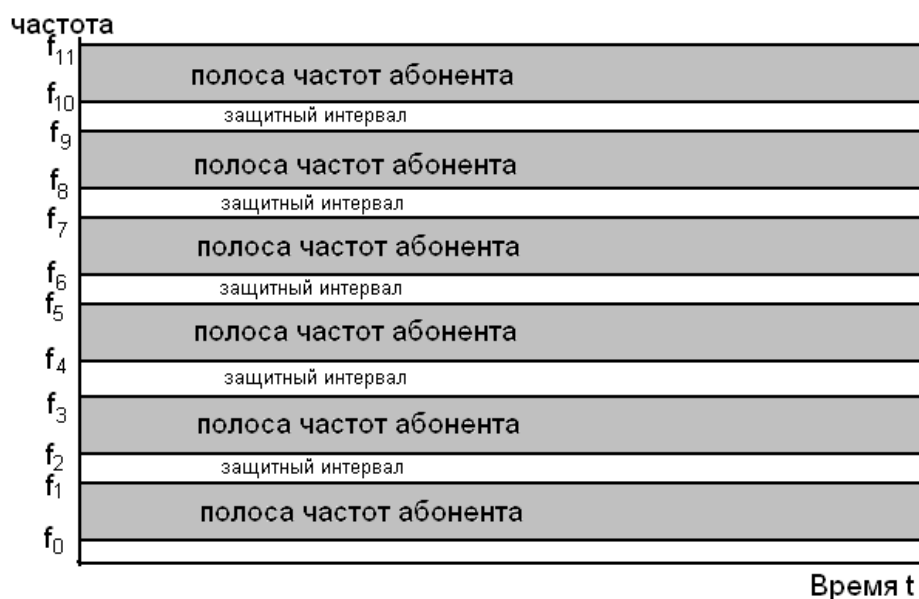 частота
f11
полоса частот абонента
f10
защитный интервал
f9
полоса частот абонента
f8
защитный интервал
f7
полоса частот абонента
f6
защитный интервал
f5
полоса частот абонента
f4
защитный интервал
f3
полоса частот абонента
f2
защитный интервал
f1
полоса частот абонента
f0
Время t